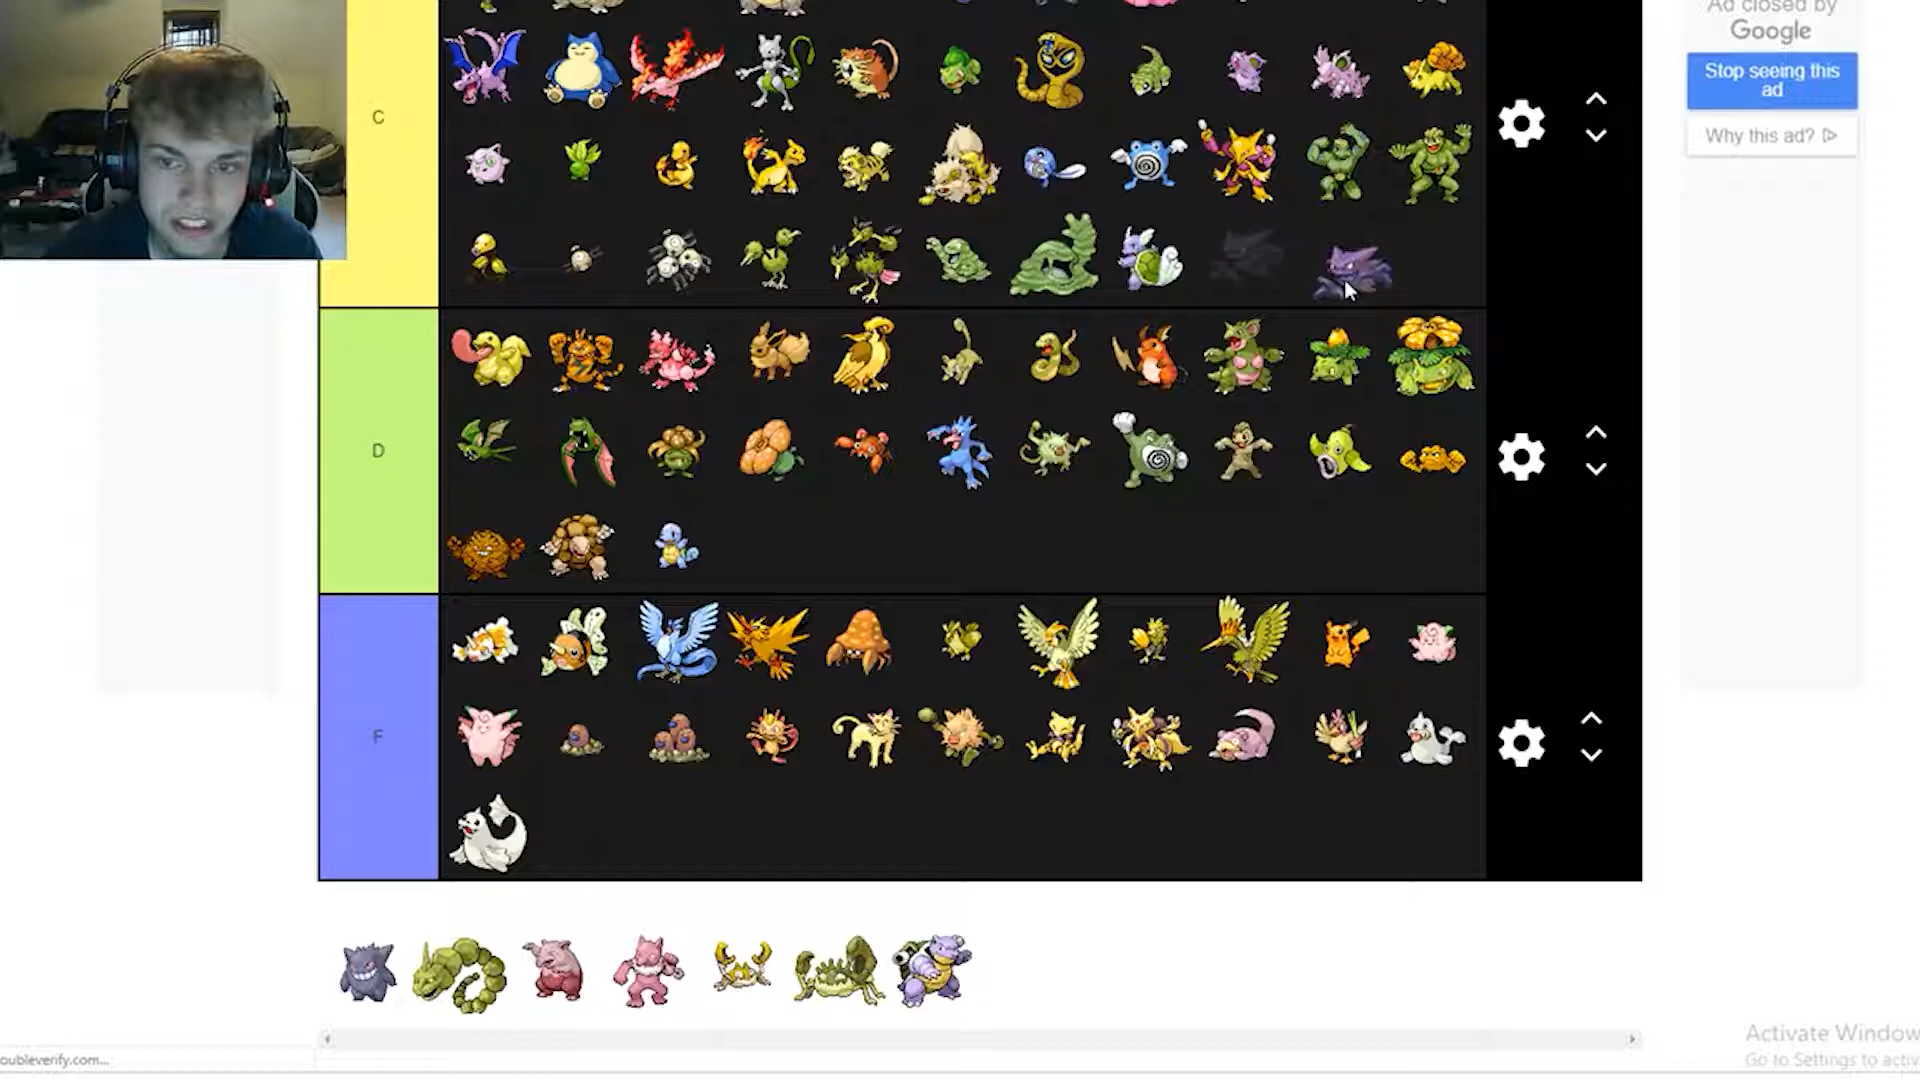 Ad closed by
Google
Stop seeing this
ad
Why this ad?
C
D
F
oubleverify.com...
Activate Window
Go to Settings to activ